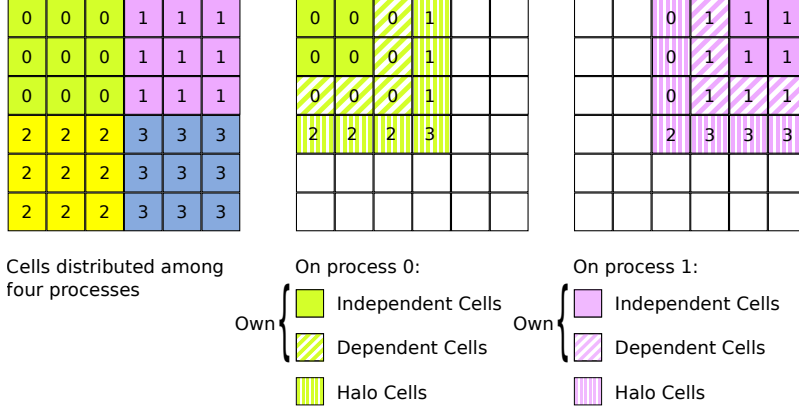 0 0 0 1 1 1
0 0 0 1 1 1
0 0 0 1 1 1
2 2 2 3 3 3
2 2 2 3 3 3
2 2 2 3 3 3
Cells distributed among
four processes
0 0 0 1
0 0 0 1
0 0 0 1
2 2 2 3
On process 0:
Own
Independent Cells
Dependent Cells
Halo Cells
0 1 1 1
0 1 1 1
0 1 1 1
2 3 3 3
On process 1:
Own
Independent Cells
Dependent Cells
Halo Cells